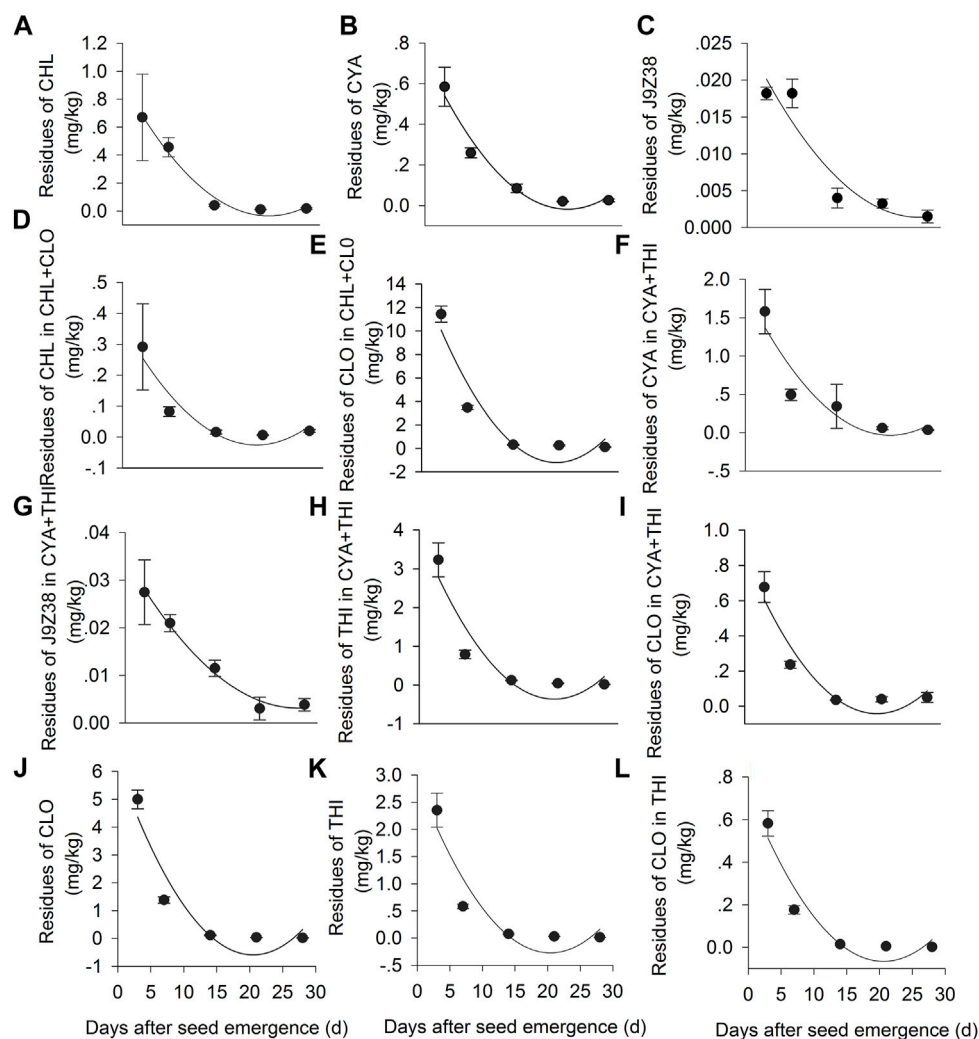 A
Residues of CHL
(mg/kg)
1.2
1.0
.8
.6
.4
.2
0.0
B
Residues of CYA
(mg/kg)
.8
.6
.4
.2
0.0
C
Residues of J9Z38
(mg/kg)
.025
.020
.015
.010
.005
0.000
D
Residues of CHL in CHL+CLO
(mg/kg)
.5
.4
.3
.2
.1
0.0
-.1
E
Residues of CLO in CHL+CL0
(mg/kg)
14
12
10
8
6
4
2
0
-2
F
Residues of CYA in CYA+THI
(mg/kg)
2.0
1.5
1.0
.5
0.0
-.5
G
Residues of J9Z38 in CYA+THI
(mg/kg)
.04
.03
.02
.01
0.00
H
Residues of THI in CYA+THI
(mg/kg)
4
3
2
1
0
-1
I
Residues of CLO in CYA+THI
(mg/kg)
1.0
.8
.6
.4
.2
0.0
J
Residues of CLO
(mg/kg)
6
5
4
3
2
1
0
-1
0 5 10 15 20 25 30
Days after seed emergence (d)
K
Residues of THI
(mg/kg)
3.0
2.5
2.0
1.5
1.0
.5
0.0
-.5
0 5 10 15 20 25 30
Days after seed emergence (d)
L
Residues of CLO in THI
(mg/kg)
.8
.6
.4
.2
0.0
0 5 10 15 20 25 30
Days after seed emergence (d)